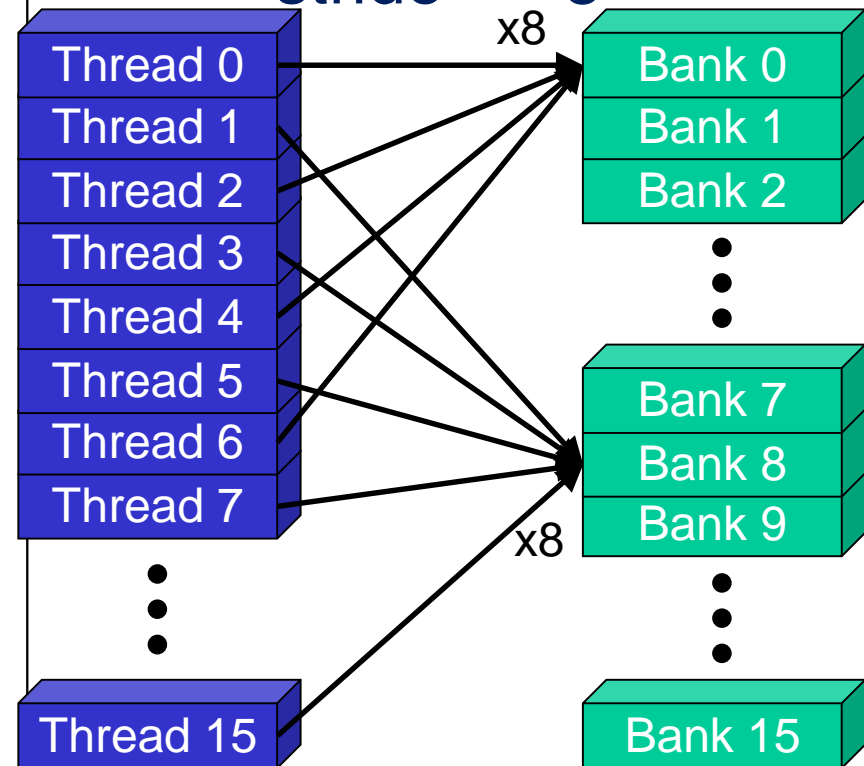 x8
Thread 0
Thread 1
Thread 2
Thread 3
Thread 4
Thread 5
Thread 6
Thread 7
Thread 15
Bank 0
Bank 1
Bank 2
Bank 7
Bank 8
Bank 9
x8
Bank 15